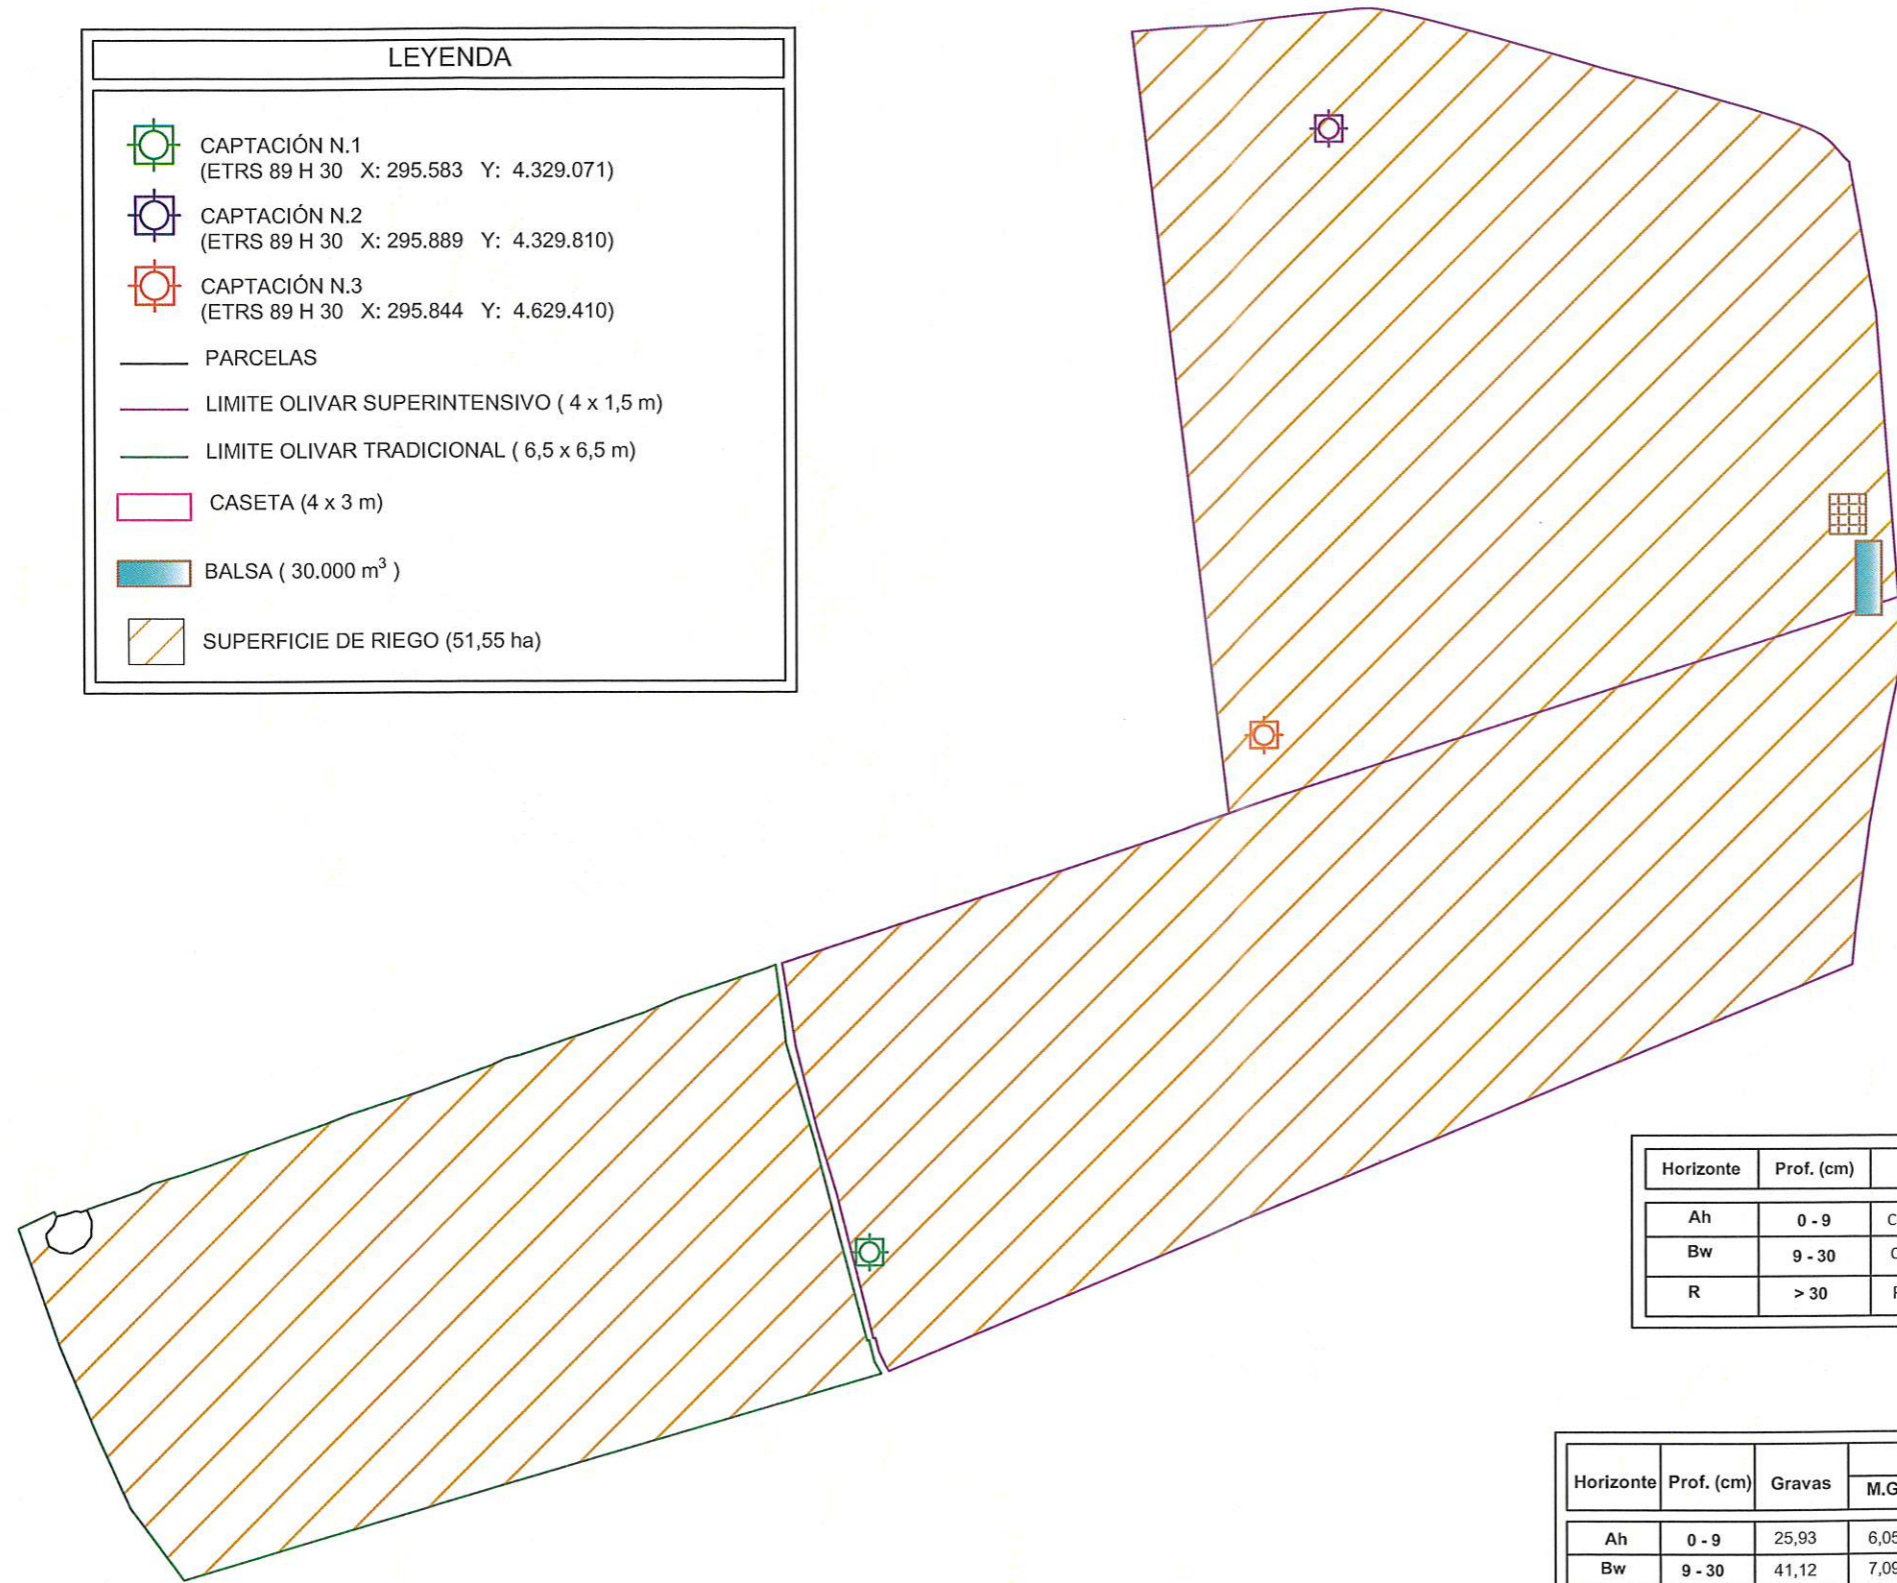 LEYENDA
CAPTACIÓN N.1
(ETRS 89 H 30 X: 295.583 Y: 4.329.071)
CAPTACIÓN N.2
(ETRS 89 H 30 X: 295.889 Y: 4.329.810)
CAPTACIÓN N.3
(ETRS 89 H 30 X: 295.844 Y: 4.629.410)
PARCELAS
LIMITE OLIVAR SUPERINTENSIVO ( 4 x 1,5 m)
LIMITE OLIVAR TRADICIONAL ( 6,5 x 6,5 m)
CASETA (4 x 3 m)
BALSA ( 30.000 m³ )
SUPERFICIE DE RIEGO (51,55 ha)
Horizonte Prof. (cm)
Ah 0 - 9
Bw 9 - 30
R > 30
Horizonte Prof. (cm) Gravas M.G
Ah 0 - 9 25,93 6,05
Bw 9 - 30 41,12 7,09